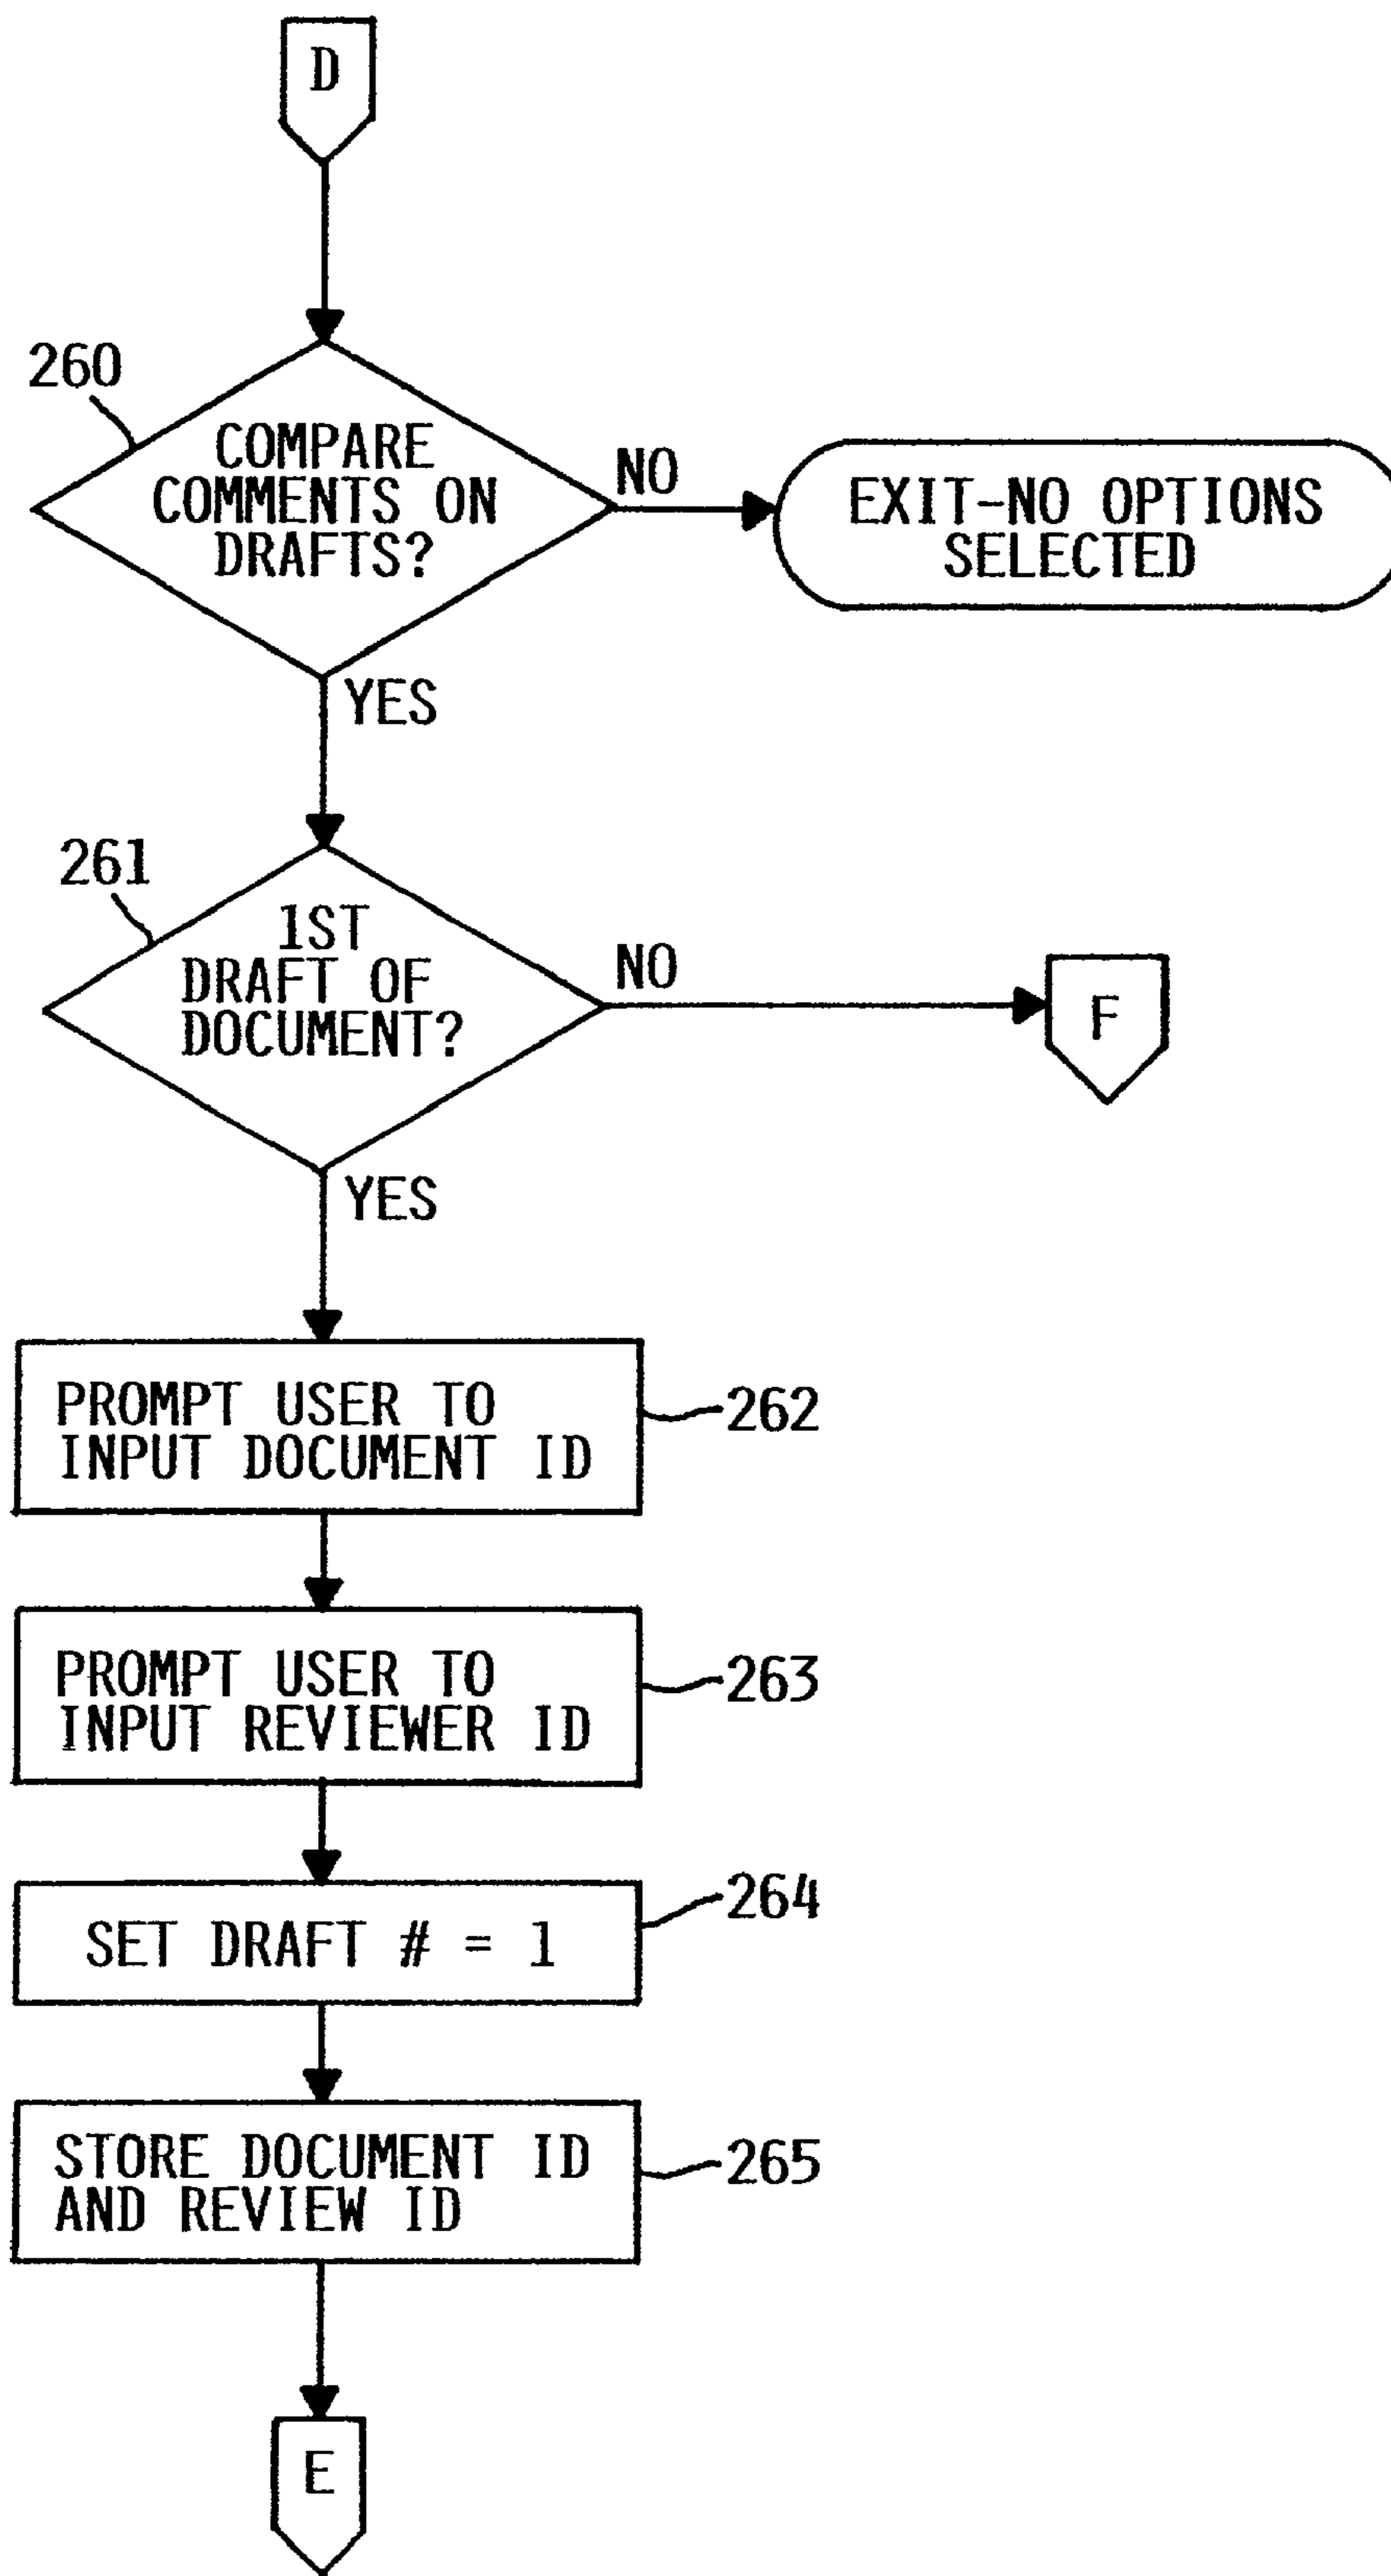 D
260
COMPARE
COMMENTS ON
DRAFTS?
NO
EXIT-NO OPTIONS
SELECTED
YES
261
1ST
DRAFT OF
DOCUMENT?
NO
F
YES
PROMPT USER TO
INPUT DOCUMENT ID
262
PROMPT USER TO
INPUT REVIEWER ID
263
SET DRAFT # = 1
264
STORE DOCUMENT ID
AND REVIEW ID
265
E